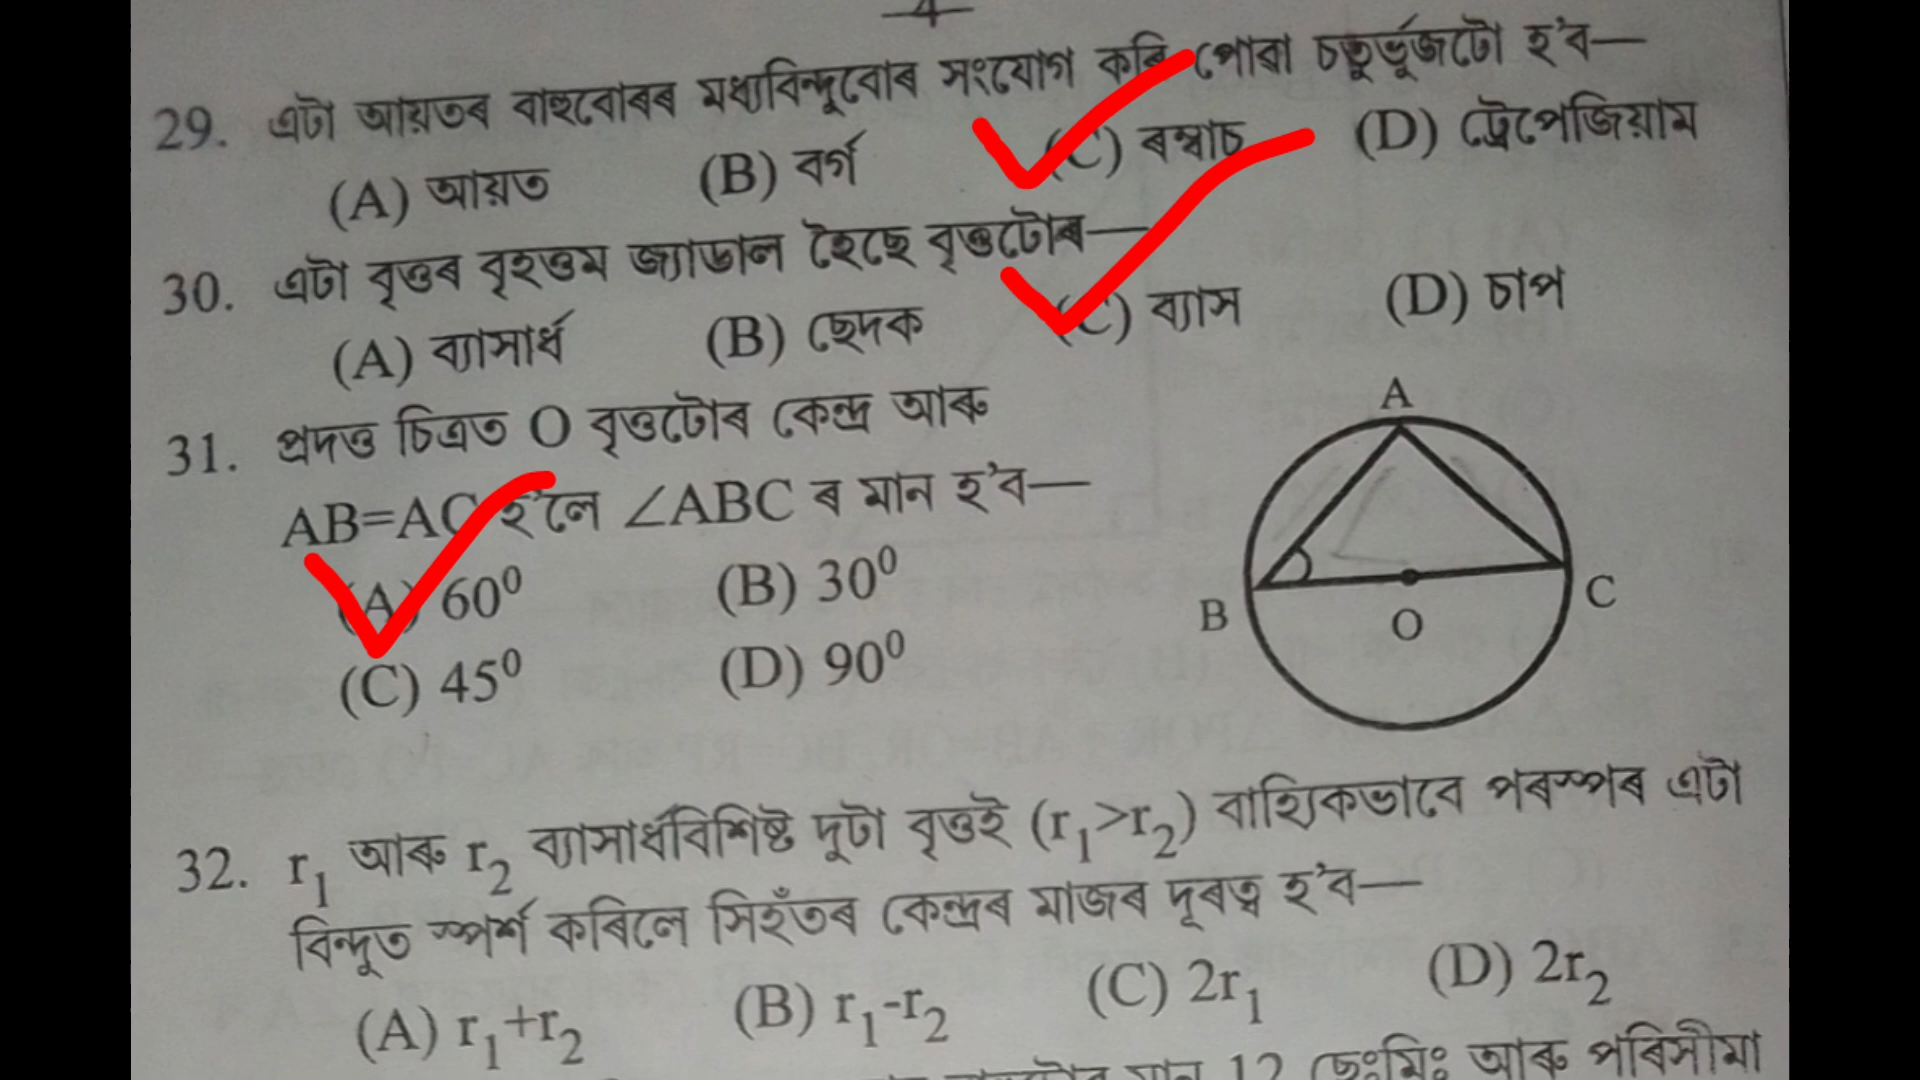 4
29. এটা আয়তৰ বাহুবোৰৰ মধ্যবিন্দুবোৰ সংযোগ কৰি পোৱা চতুৰ্ভূজটো হ'ব—
(A) আয়ত (B) বৰ্গ (C) ৰম্বাচ (D) ট্ৰেপেজিয়াম
30. এটা বৃত্তৰ বৃহত্তম জ্যাডাল হৈছে বৃত্তটোৰ—
(A) ব্যাসাৰ্ধ (B) ছেদক (C) ব্যাস (D) চাপ
31. প্ৰদত্ত চিত্ৰত O বৃত্তটোৰ কেন্দ্ৰ আৰু
AB=AC হ'লে ∠ABC ৰ মান হ'ব—
(A) 60⁰ (B) 30⁰
(C) 45⁰ (D) 90⁰
A
B
O
C
32. r₁ আৰু r₂ ব্যাসাৰ্ধবিশিষ্ট দুটা বৃত্তই (r₁>r₂) বাহ্যিকভাবে পৰস্পৰ এটা
বিন্দুত স্পৰ্শ কৰিলে সিহঁতৰ কেন্দ্ৰৰ মাজৰ দূৰত্ব হ'ব—
(A) r₁+r₂ (B) r₁-r₂ (C) 2r₁ (D) 2r₂
মান 12 ছেঃমিঃ আৰু পৰিসীমা